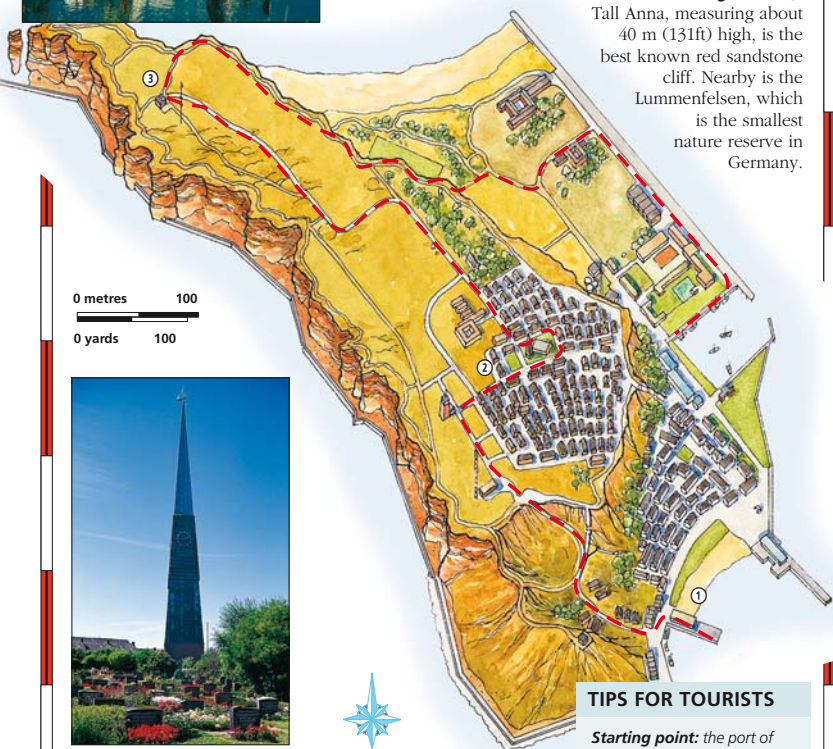 Tall Anna, measuring about
40 m (131ft) high, is the
best known red sandstone
cliff. Nearby is the
Lummenfelsen, which
is the smallest
nature reserve in
Germany.
3
0 metres 100
0 yards 100
2
1
TIPS FOR TOURISTS
Starting point: the port of